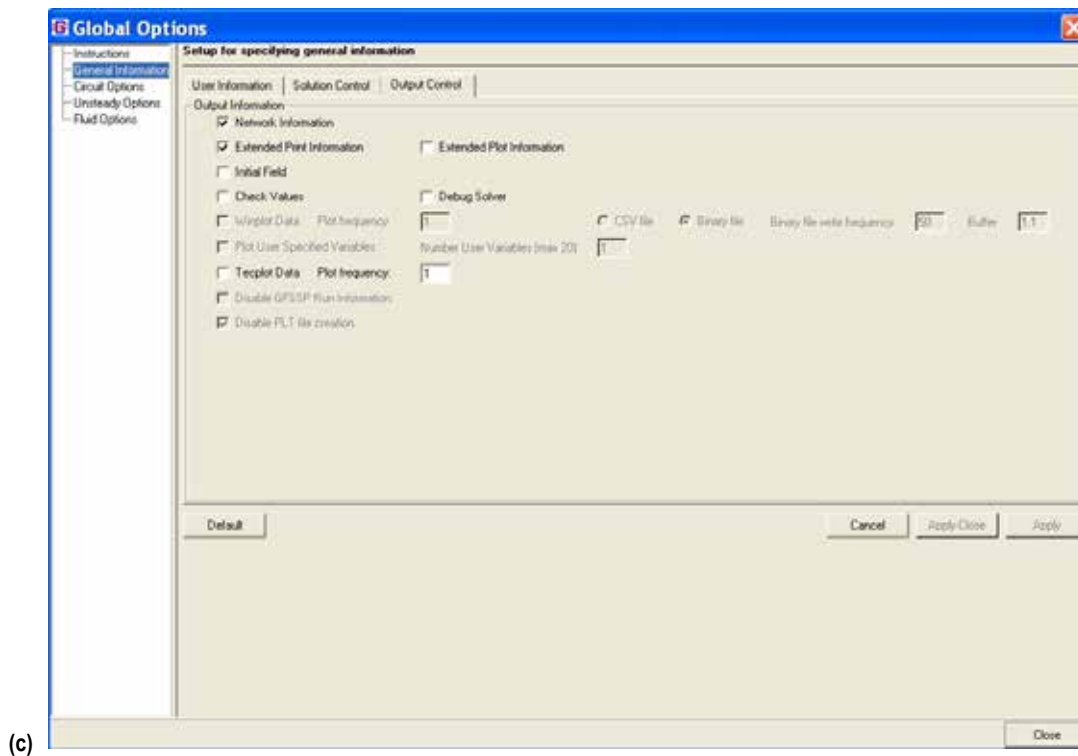 Global Options
Instructions
General Information
Circuit Options
Unsteady Options
Fluid Options
Setup for specifying general information
User Information Solution Control Output Control
Output Information
Network Information
Extended Print Information Extended Plot Information
Initial Field
Check Values Debug Solver
Winplot Data Plot frequency 1 CSV file Binary file Binary file write frequency 50 Buffer 1.1
Plot User Specified Variables Number User Variables (max 20) 1
Tecplot Data Plot frequency: 1
Disable GFSSP Run Information
Disable PLT file creation
Default Cancel Apply-Close Apply
Close
(c)